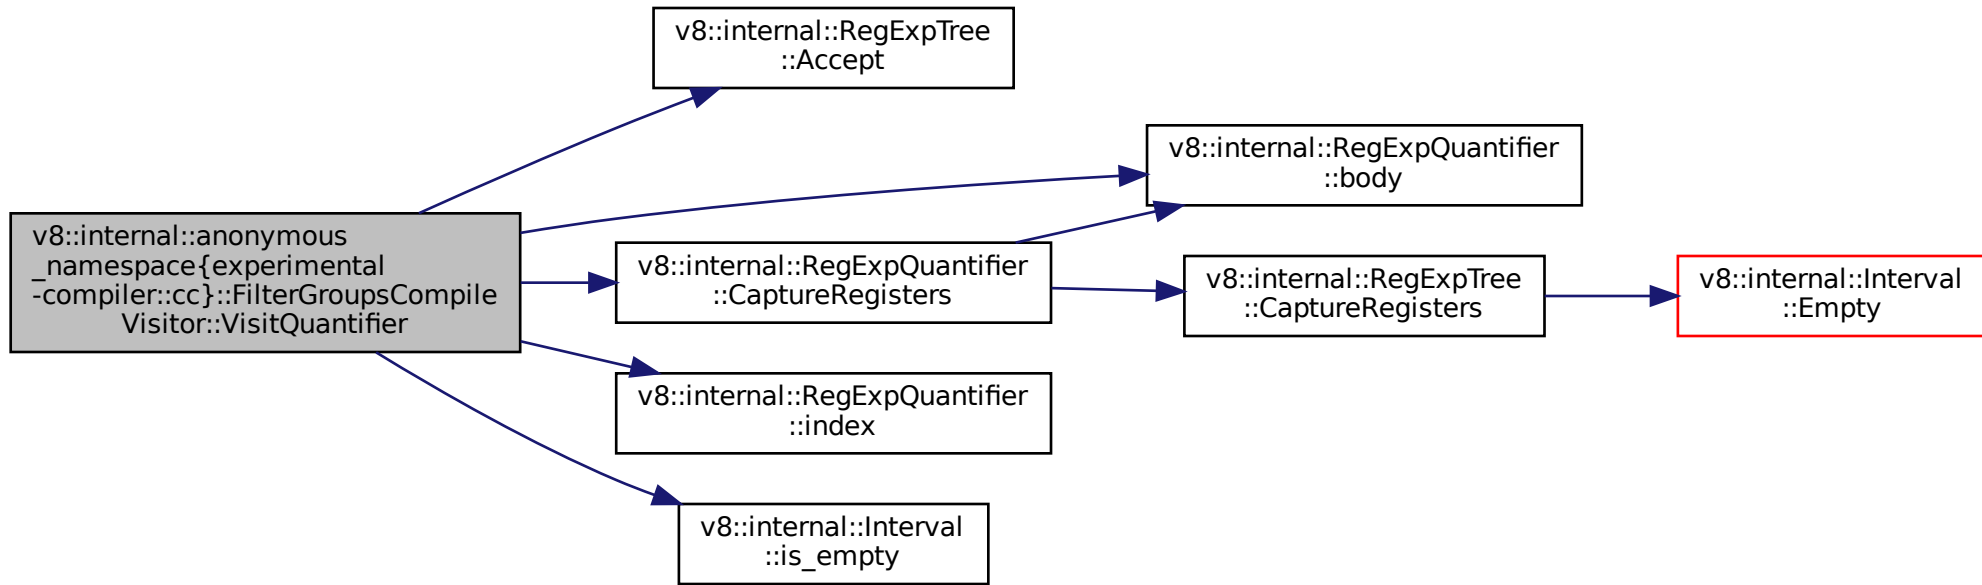 v8::internal::RegExpTree
::Accept
v8::internal::RegExpQuantifier
::body
v8::internal::anonymous
_namespace{experimental
-compiler::cc}::FilterGroupsCompile
Visitor::VisitQuantifier
v8::internal::RegExpQuantifier
::CaptureRegisters
v8::internal::RegExpTree
::CaptureRegisters
v8::internal::Interval
::Empty
v8::internal::RegExpQuantifier
::index
v8::internal::Interval
::is_empty